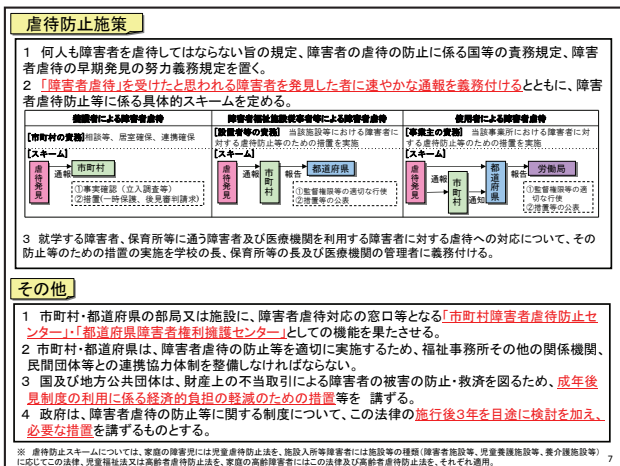 虐待防止施策
1 何人も障害者を虐待してはならない旨の規定、障害者の虐待の防止に係る国等の責務規定、障害
者虐待の早期発見の努力義務規定を置く。
2 「障害者虐待」を受けたと思われる障害者を発見した者に速やかな通報を義務付けるとともに、障害
者虐待防止等に係る具体的スキームを定める。
養護者による障害者虐待
[市町村の責務]相談等、居室確保、連携確保
[スキーム]
虐待発見
通報
市町村
①事実確認(立入調査等)
②措置(一時保護、後見審判請求)
障害者福祉施設従事者等による障害者虐待
[設置者等の責務] 当該施設等における障害者に
対する虐待防止等のための措置を実施
[スキーム]
虐待発見
通報
市町村
報告
都道府県
①監督権限等の適切な行使
②措置等の公表
使用者による障害者虐待
[事業主の責務] 当該事業所における障害者に対
する虐待防止等のための措置を実施
[スキーム]
虐待発見
通報
市町村
通知
都道府県
報告
労働局
①監督権限等の適
切な行使
②措置等の公表
3 就学する障害者、保育所等に通う障害者及び医療機関を利用する障害者に対する虐待への対応について、その
防止等のための措置の実施を学校の長、保育所等の長及び医療機関の管理者に義務付ける。
その他
1 市町村・都道府県の部局又は施設に、障害者虐待対応の窓口等となる「市町村障害者虐待防止セ
ンター」・「都道府県障害者権利擁護センター」としての機能を果たさせる。
2 市町村・都道府県は、障害者虐待の防止等を適切に実施するため、福祉事務所その他の関係機関、
民間団体等との連携協力体制を整備しなければならない。
3 国及び地方公共団体は、財産上の不当取引による障害者の被害の防止・救済を図るため、成年後
見制度の利用に係る経済的負担の軽減のための措置等を 講ずる。
4 政府は、障害者虐待の防止等に関する制度について、この法律の施行後3年を目途に検討を加え、
必要な措置を講ずるものとする。
※ 虐待防止スキームについては、家庭の障害児には児童虐待防止法を、施設入所等障害者には施設等の種類(障害者施設等、児童養護施設等、養介護施設等)
に応じてこの法律、児童福祉法又は高齢者虐待防止法を、家庭の高齢障害者にはこの法律及び高齢者虐待防止法を、それぞれ適用。
7